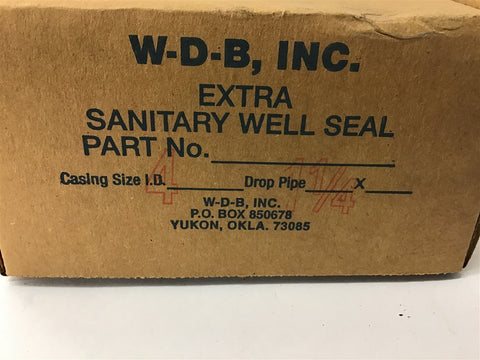 W-D-B, INC.
EXTRA
SANITARY WELL SEAL
PART No.
Casing Size I.D. 4 Drop Pipe 1 1/4 X
W-D-B, INC.
P.O. BOX 850678
YUKON, OKLA. 73085